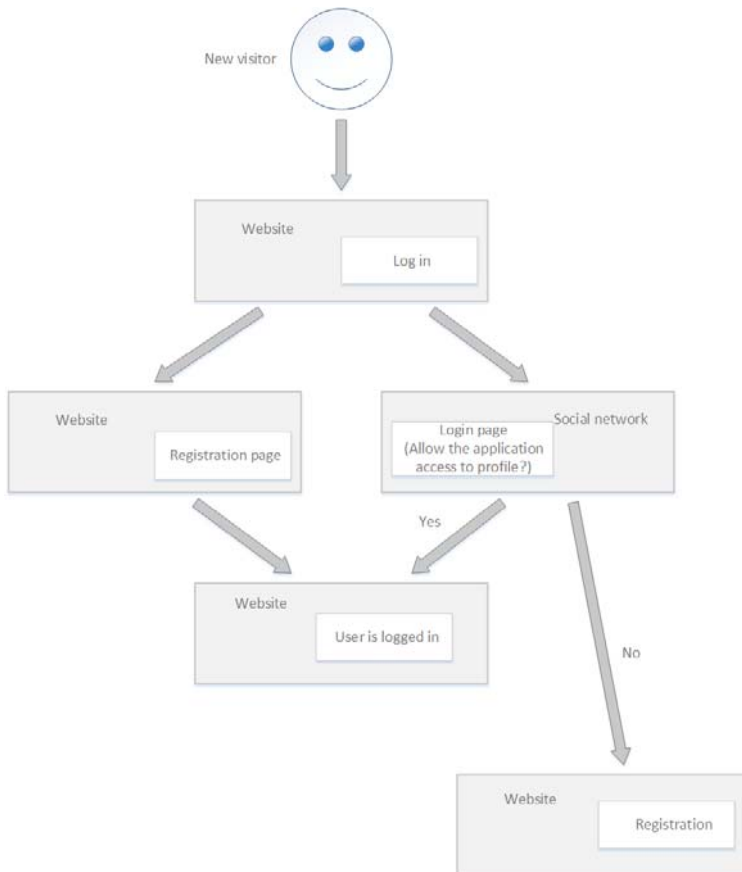 New visitor
Website
Log in
Website
Registration page
Social network
Login page
(Allow the application
access to profile?)
Yes
Website
User is logged in
No
Website
Registration